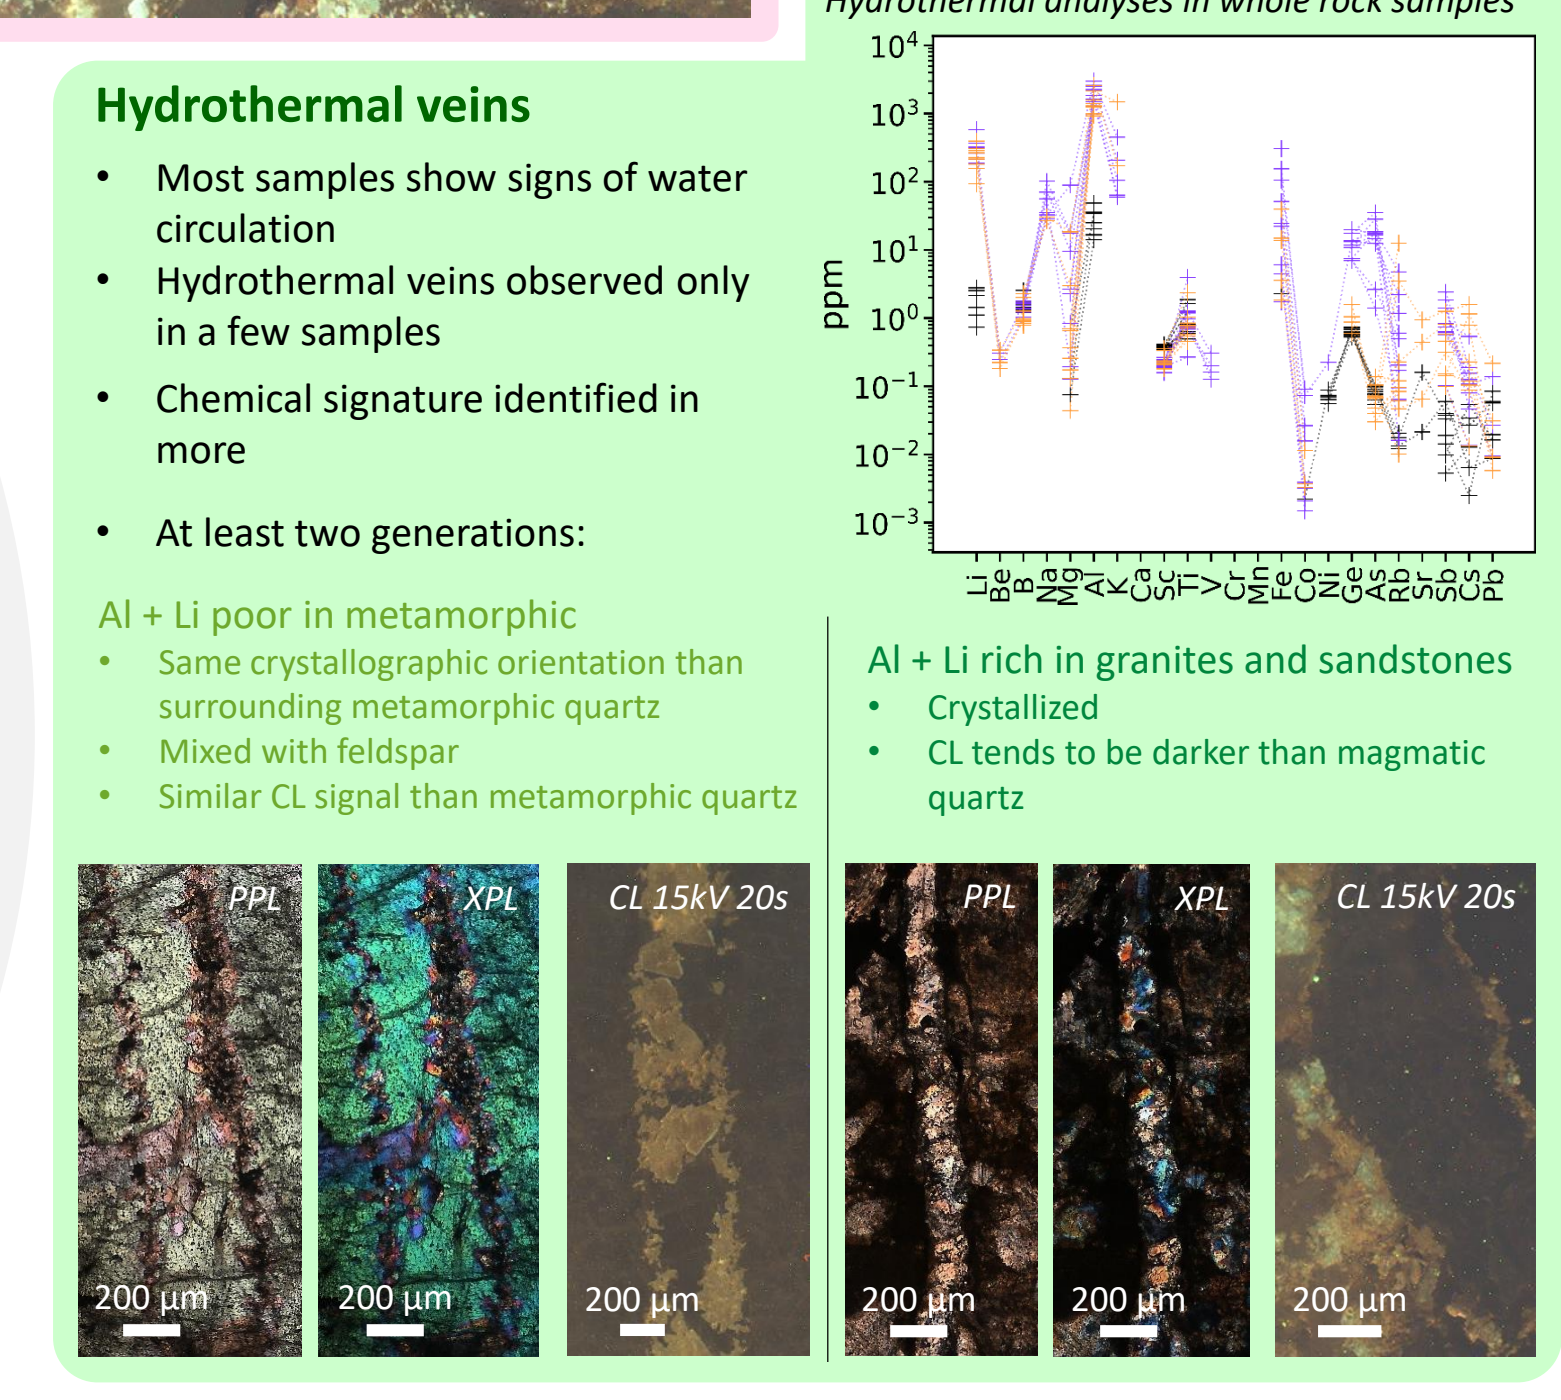 Hydrothermal analyses in whole rock samples
Hydrothermal veins
• Most samples show signs of water
circulation
• Hydrothermal veins observed only
in a few samples
• Chemical signature identified in
more
• At least two generations:
Al + Li poor in metamorphic
• Same crystallographic orientation than
surrounding metamorphic quartz
• Mixed with feldspar
• Similar CL signal than metamorphic quartz
ppm
10⁴
10³
10²
10¹
10⁰
10⁻¹
10⁻²
10⁻³
Li Be B Na Mg Al K Ca Sc Ti V Cr Mn Fe Co Ni Ge As Rb Sr Sb Cs Pb
Al + Li rich in granites and sandstones
• Crystallized
• CL tends to be darker than magmatic
quartz
PPL
200 µm
XPL
200 µm
CL 15kV 20s
200 µm
PPL
200 µm
XPL
200 µm
CL 15kV 20s
200 µm